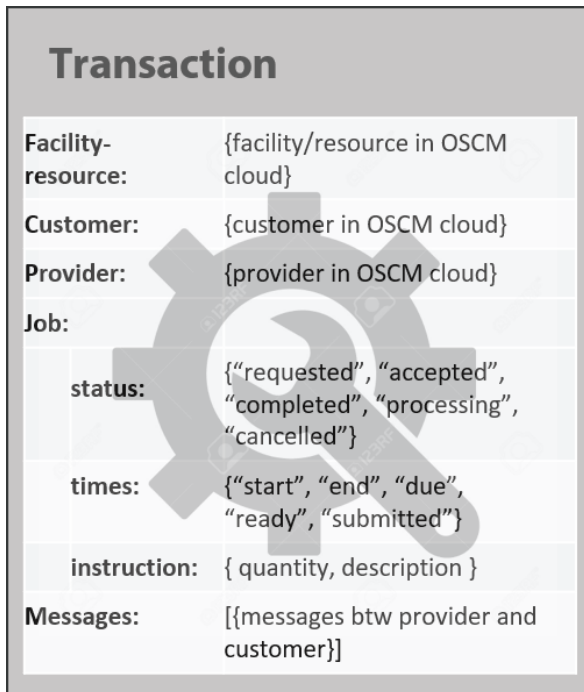 Transaction
Facility- {facility/resource in OSCM
resource: cloud}
Customer: {customer in OSCM cloud}
Provider: {provider in OSCM cloud}
Job:
status: {“requested”, “accepted”,
“completed”, “processing”,
“cancelled”}
times: {“start”, “end”, “due”,
“ready”, “submitted”}
instruction: { quantity, description }
Messages: [{messages btw provider and
customer}]
123RF
123RF